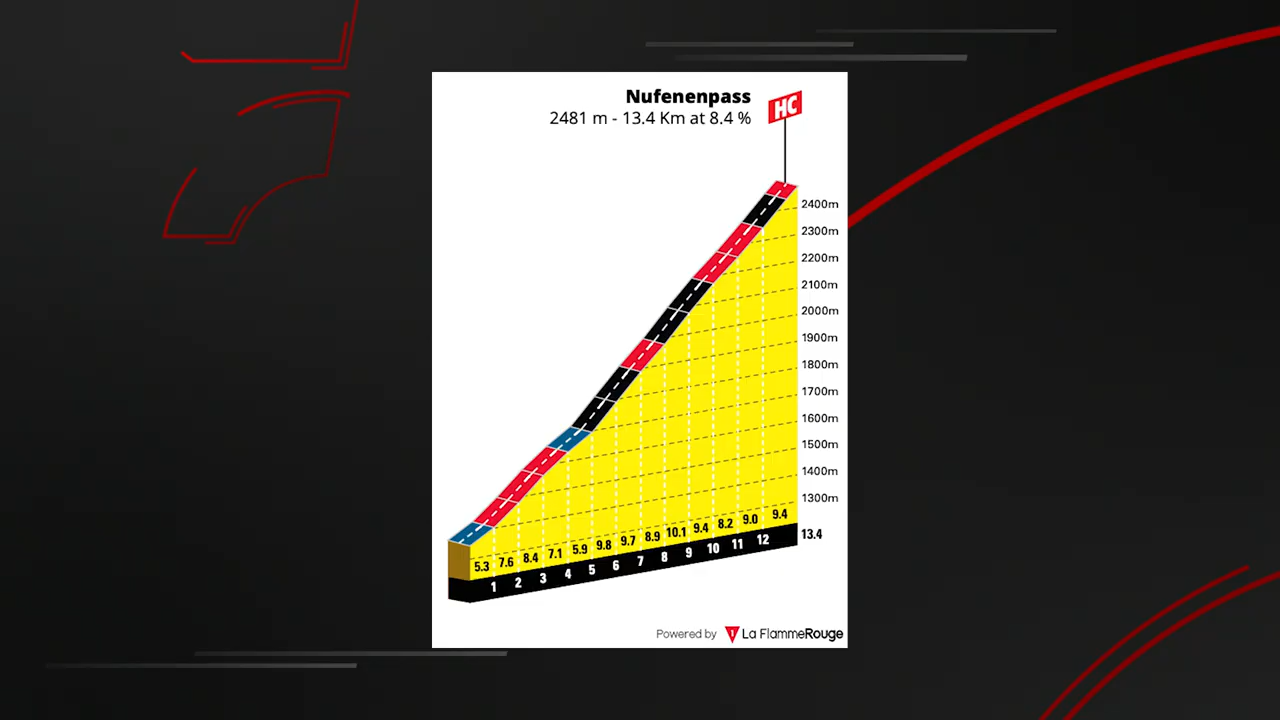 Nufenenpass
2481 m - 13.4 Km at 8.4 %
HC
2400m
2300m
2200m
2100m
2000m
1900m
1800m
1700m
1600m
1500m
1400m
1300m
5.3 7.6 8.4 7.1 5.9 9.8 9.7 8.9 10.1 9.4 8.2 9.0 9.4
1 2 3 4 5 6 7 8 9 10 11 12 13.4
Powered by La FlammeRouge